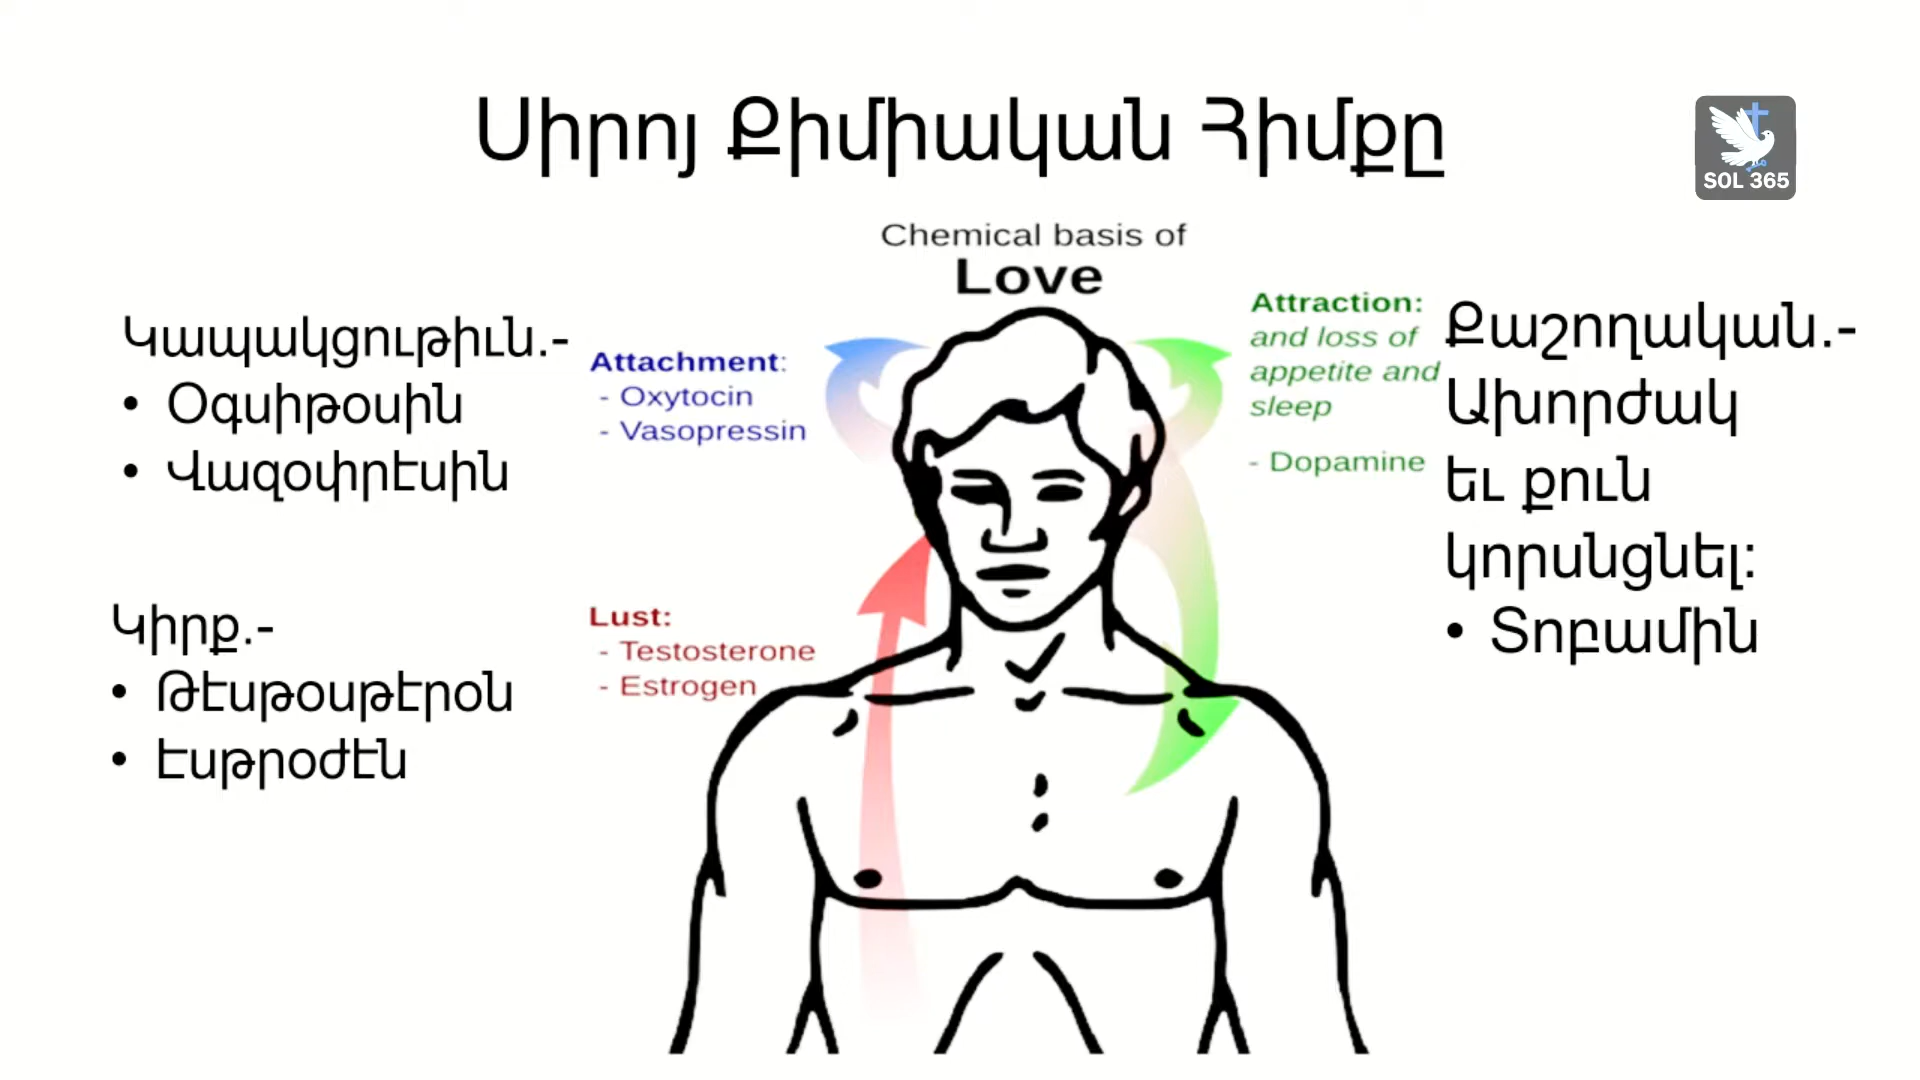 Սիրոյ Քիմիական Հիմքը
SOL 365
Chemical basis of
Love
Կապակցութիւն.-
• Օգսիթօսին
• Վազօփրէսին
Attachment:
- Oxytocin
- Vasopressin
Attraction:
and loss of
appetite and
sleep
- Dopamine
Քաշողական.-
Ախորժակ
եւ քուն
կորսնցնել:
• Տոբամին
Կիրք.-
• Թէսթօսթէրօն
• Էսթրօժէն
Lust:
- Testosterone
- Estrogen